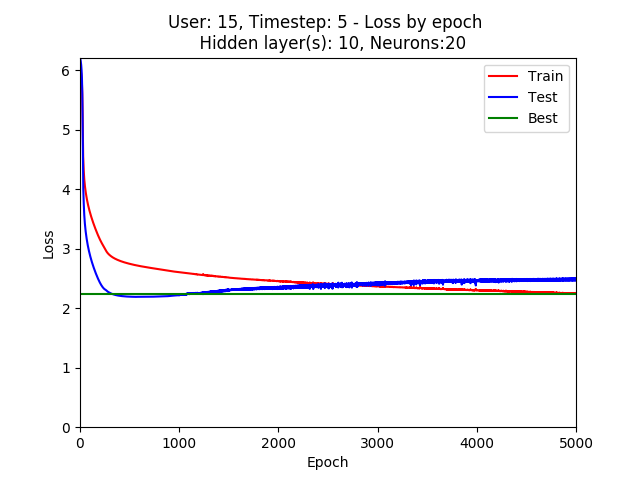 User: 15, Timestep: 5 - Loss by epoch
Hidden layer(s): 10, Neurons:20
Train
Test
Best
Loss
6
5
4
3
2
1
0
0 1000 2000 3000 4000 5000
Epoch